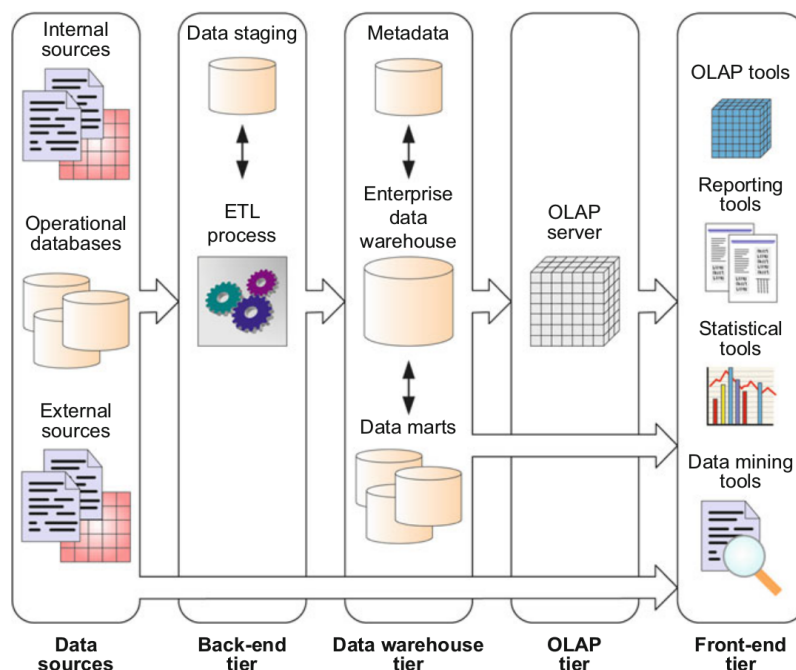 Internal
sources
Operational
databases
External
sources
Data
sources
Data staging
ETL
process
Back-end
tier
Metadata
Enterprise
data
warehouse
Data marts
Data warehouse
tier
OLAP
server
OLAP
tier
OLAP tools
Reporting
tools
Statistical
tools
Data mining
tools
Front-end
tier